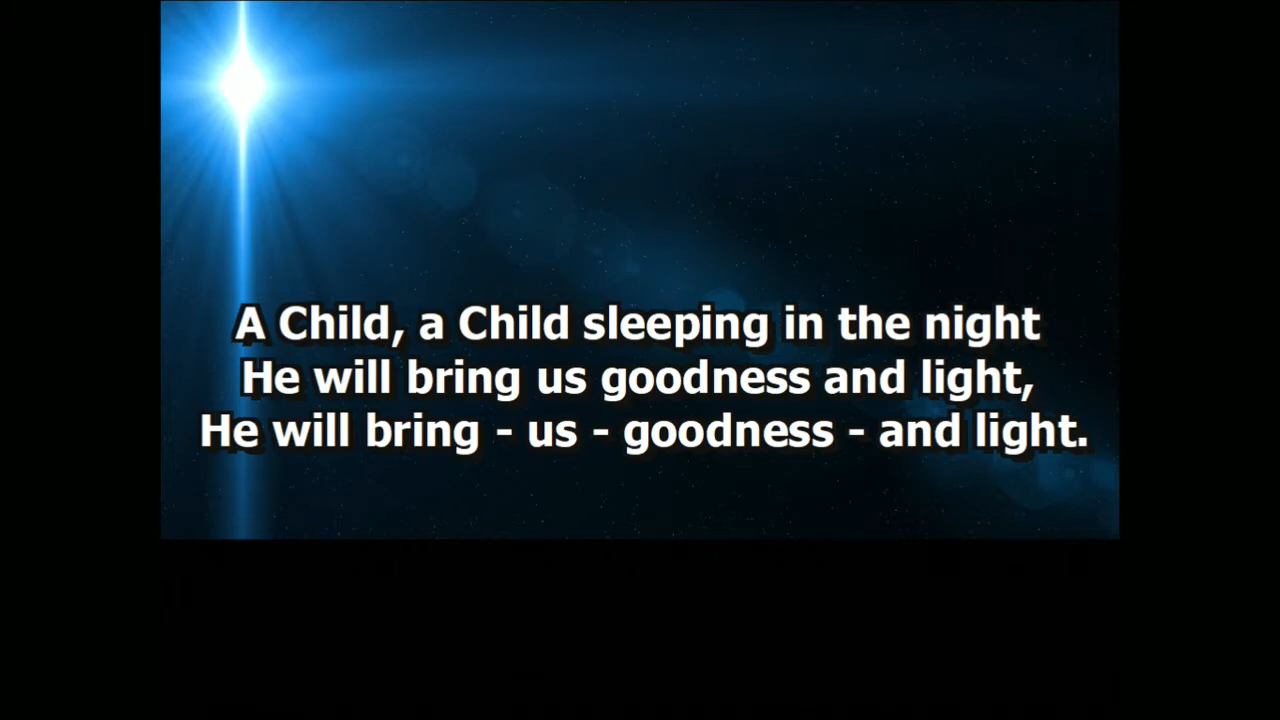 A Child, a Child sleeping in the night
He will bring us goodness and light,
He will bring - us - goodness - and light.